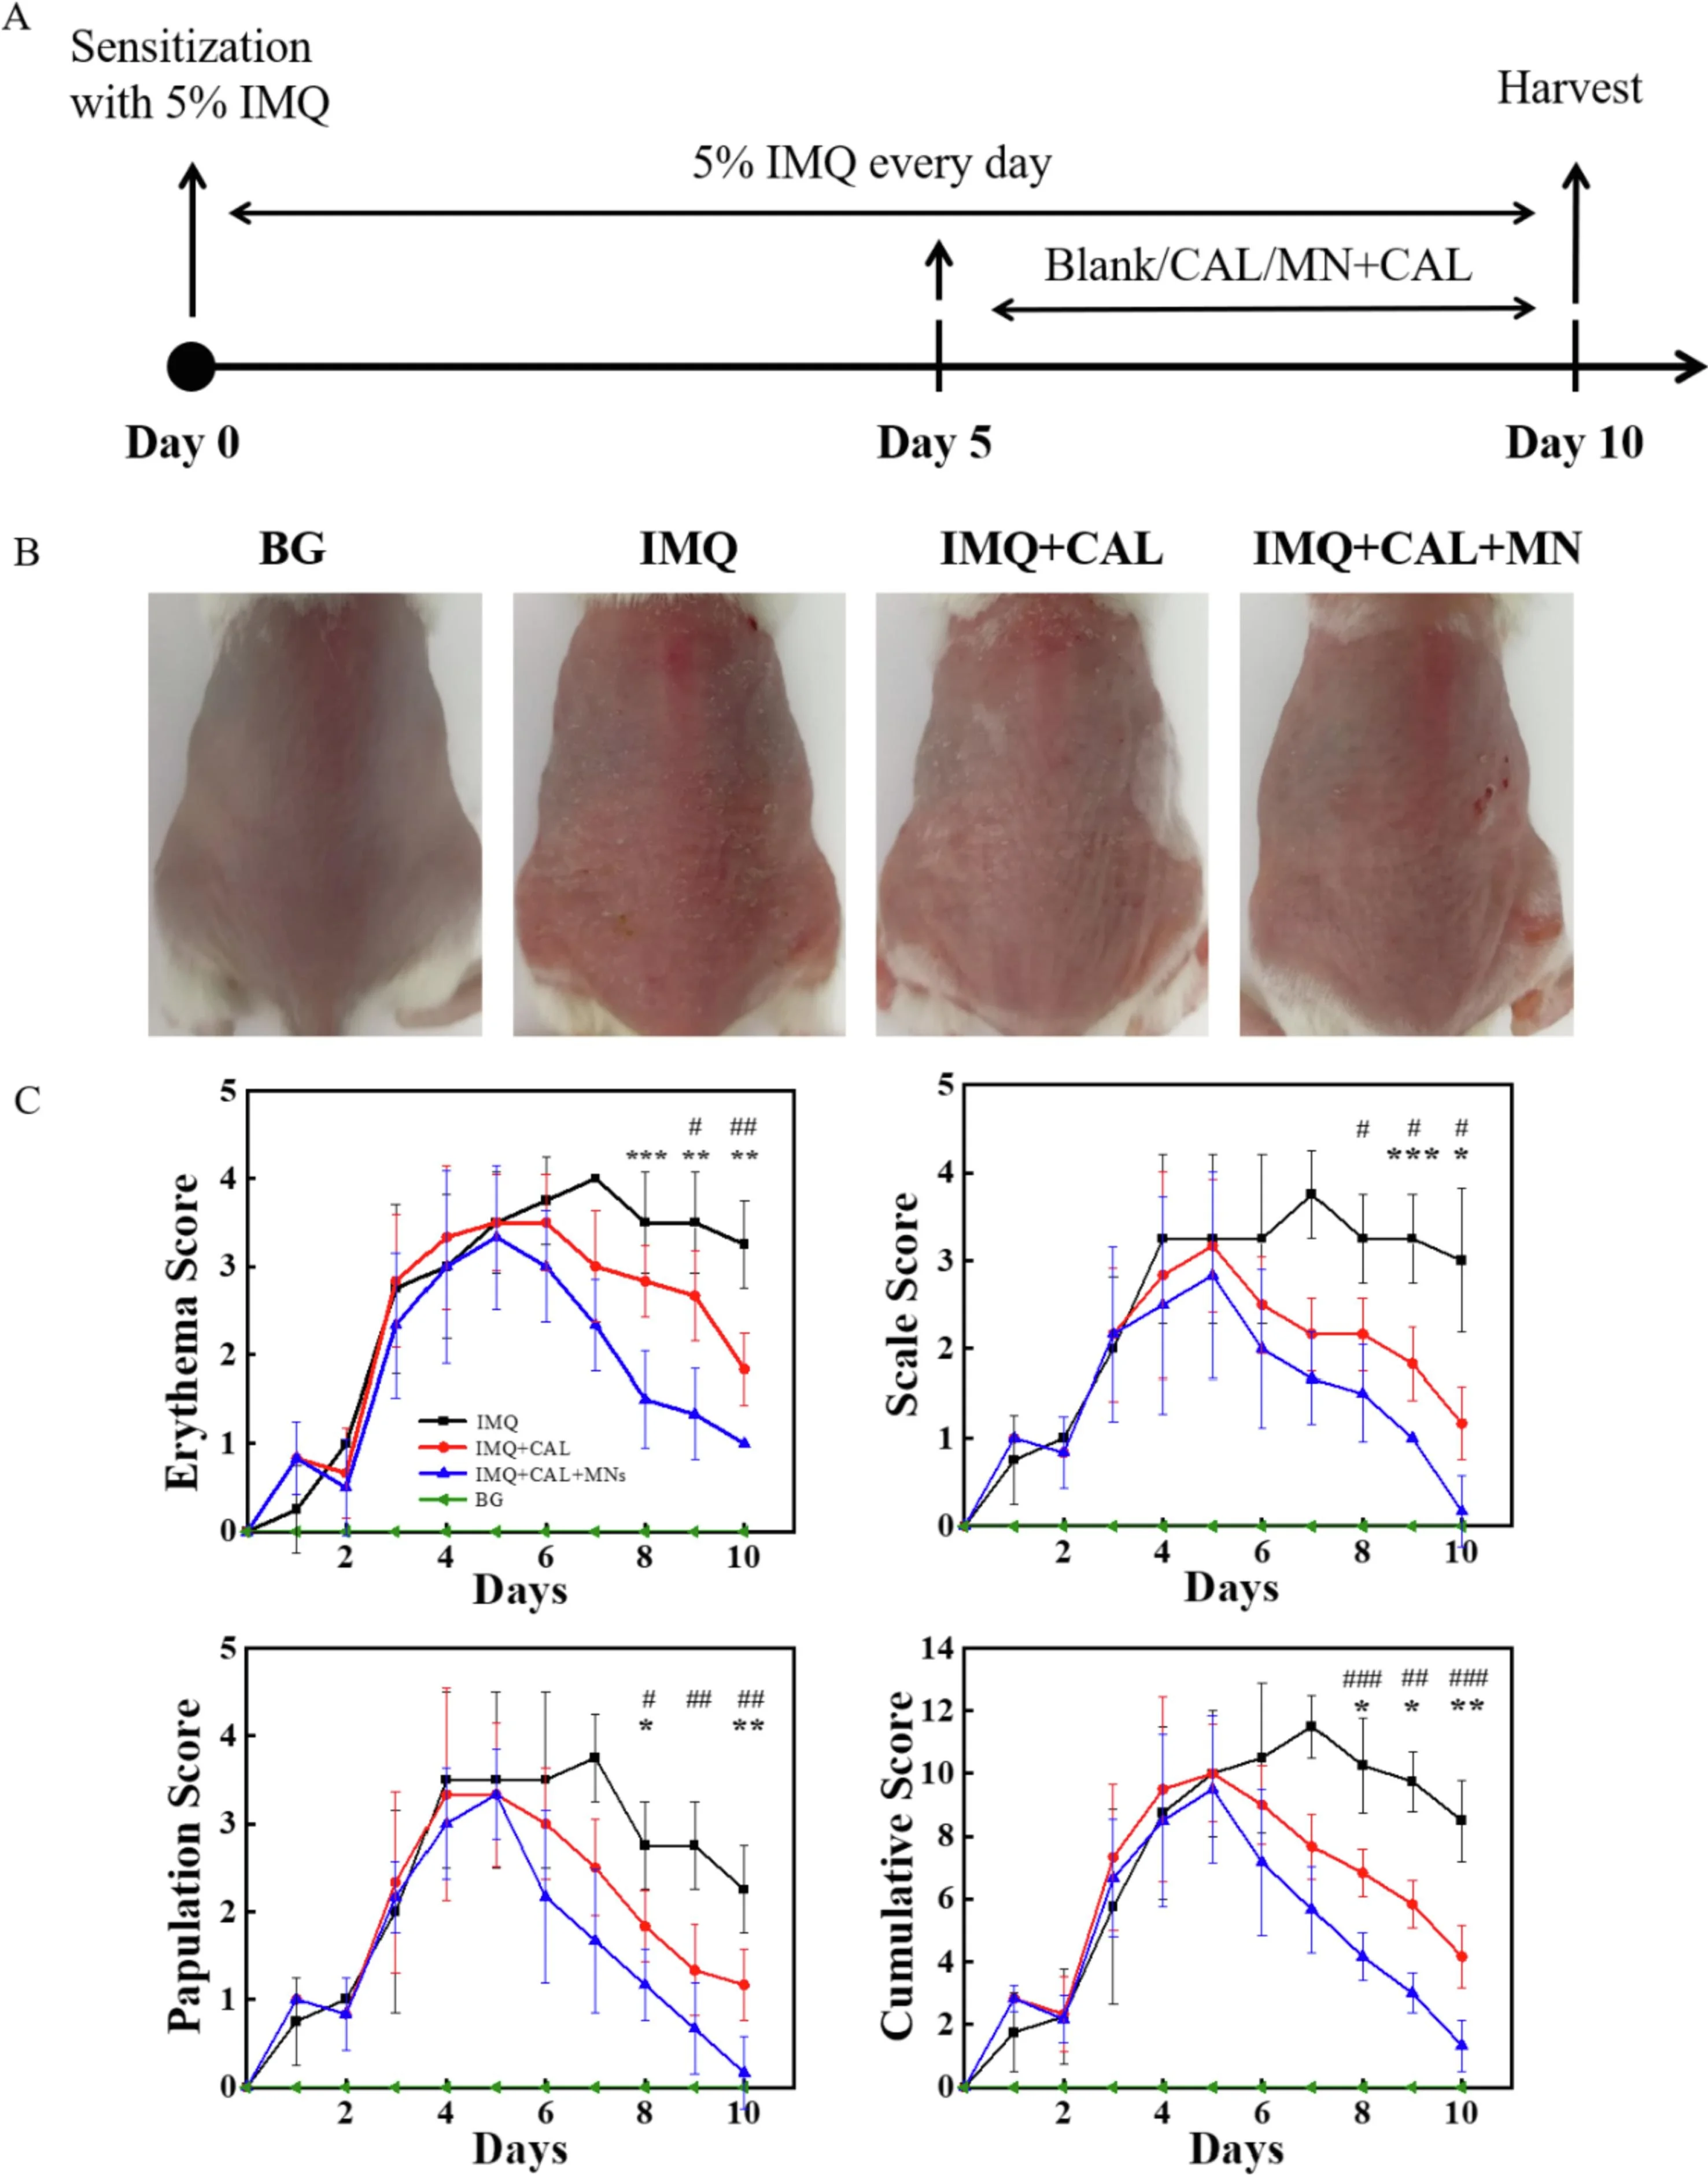 A
Sensitization
with 5% IMQ
Harvest
5% IMQ every day
Blank/CAL/MN+CAL
Day 0
Day 5
Day 10
B
BG
IMQ
IMQ+CAL
IMQ+CAL+MN
C
5
4
3
2
1
0
Erythema Score
# ##
*** ** **
IMQ
IMQ+CAL
IMQ+CAL+MNs
BG
2 4 6 8 10
Days
5
4
3
2
1
0
Scale Score
# # #
*** *
2 4 6 8 10
Days
5
4
3
2
1
0
Papulation Score
# ## ##
* **
2 4 6 8 10
Days
14
12
10
8
6
4
2
0
Cumulative Score
### ## ###
* * **
2 4 6 8 10
Days